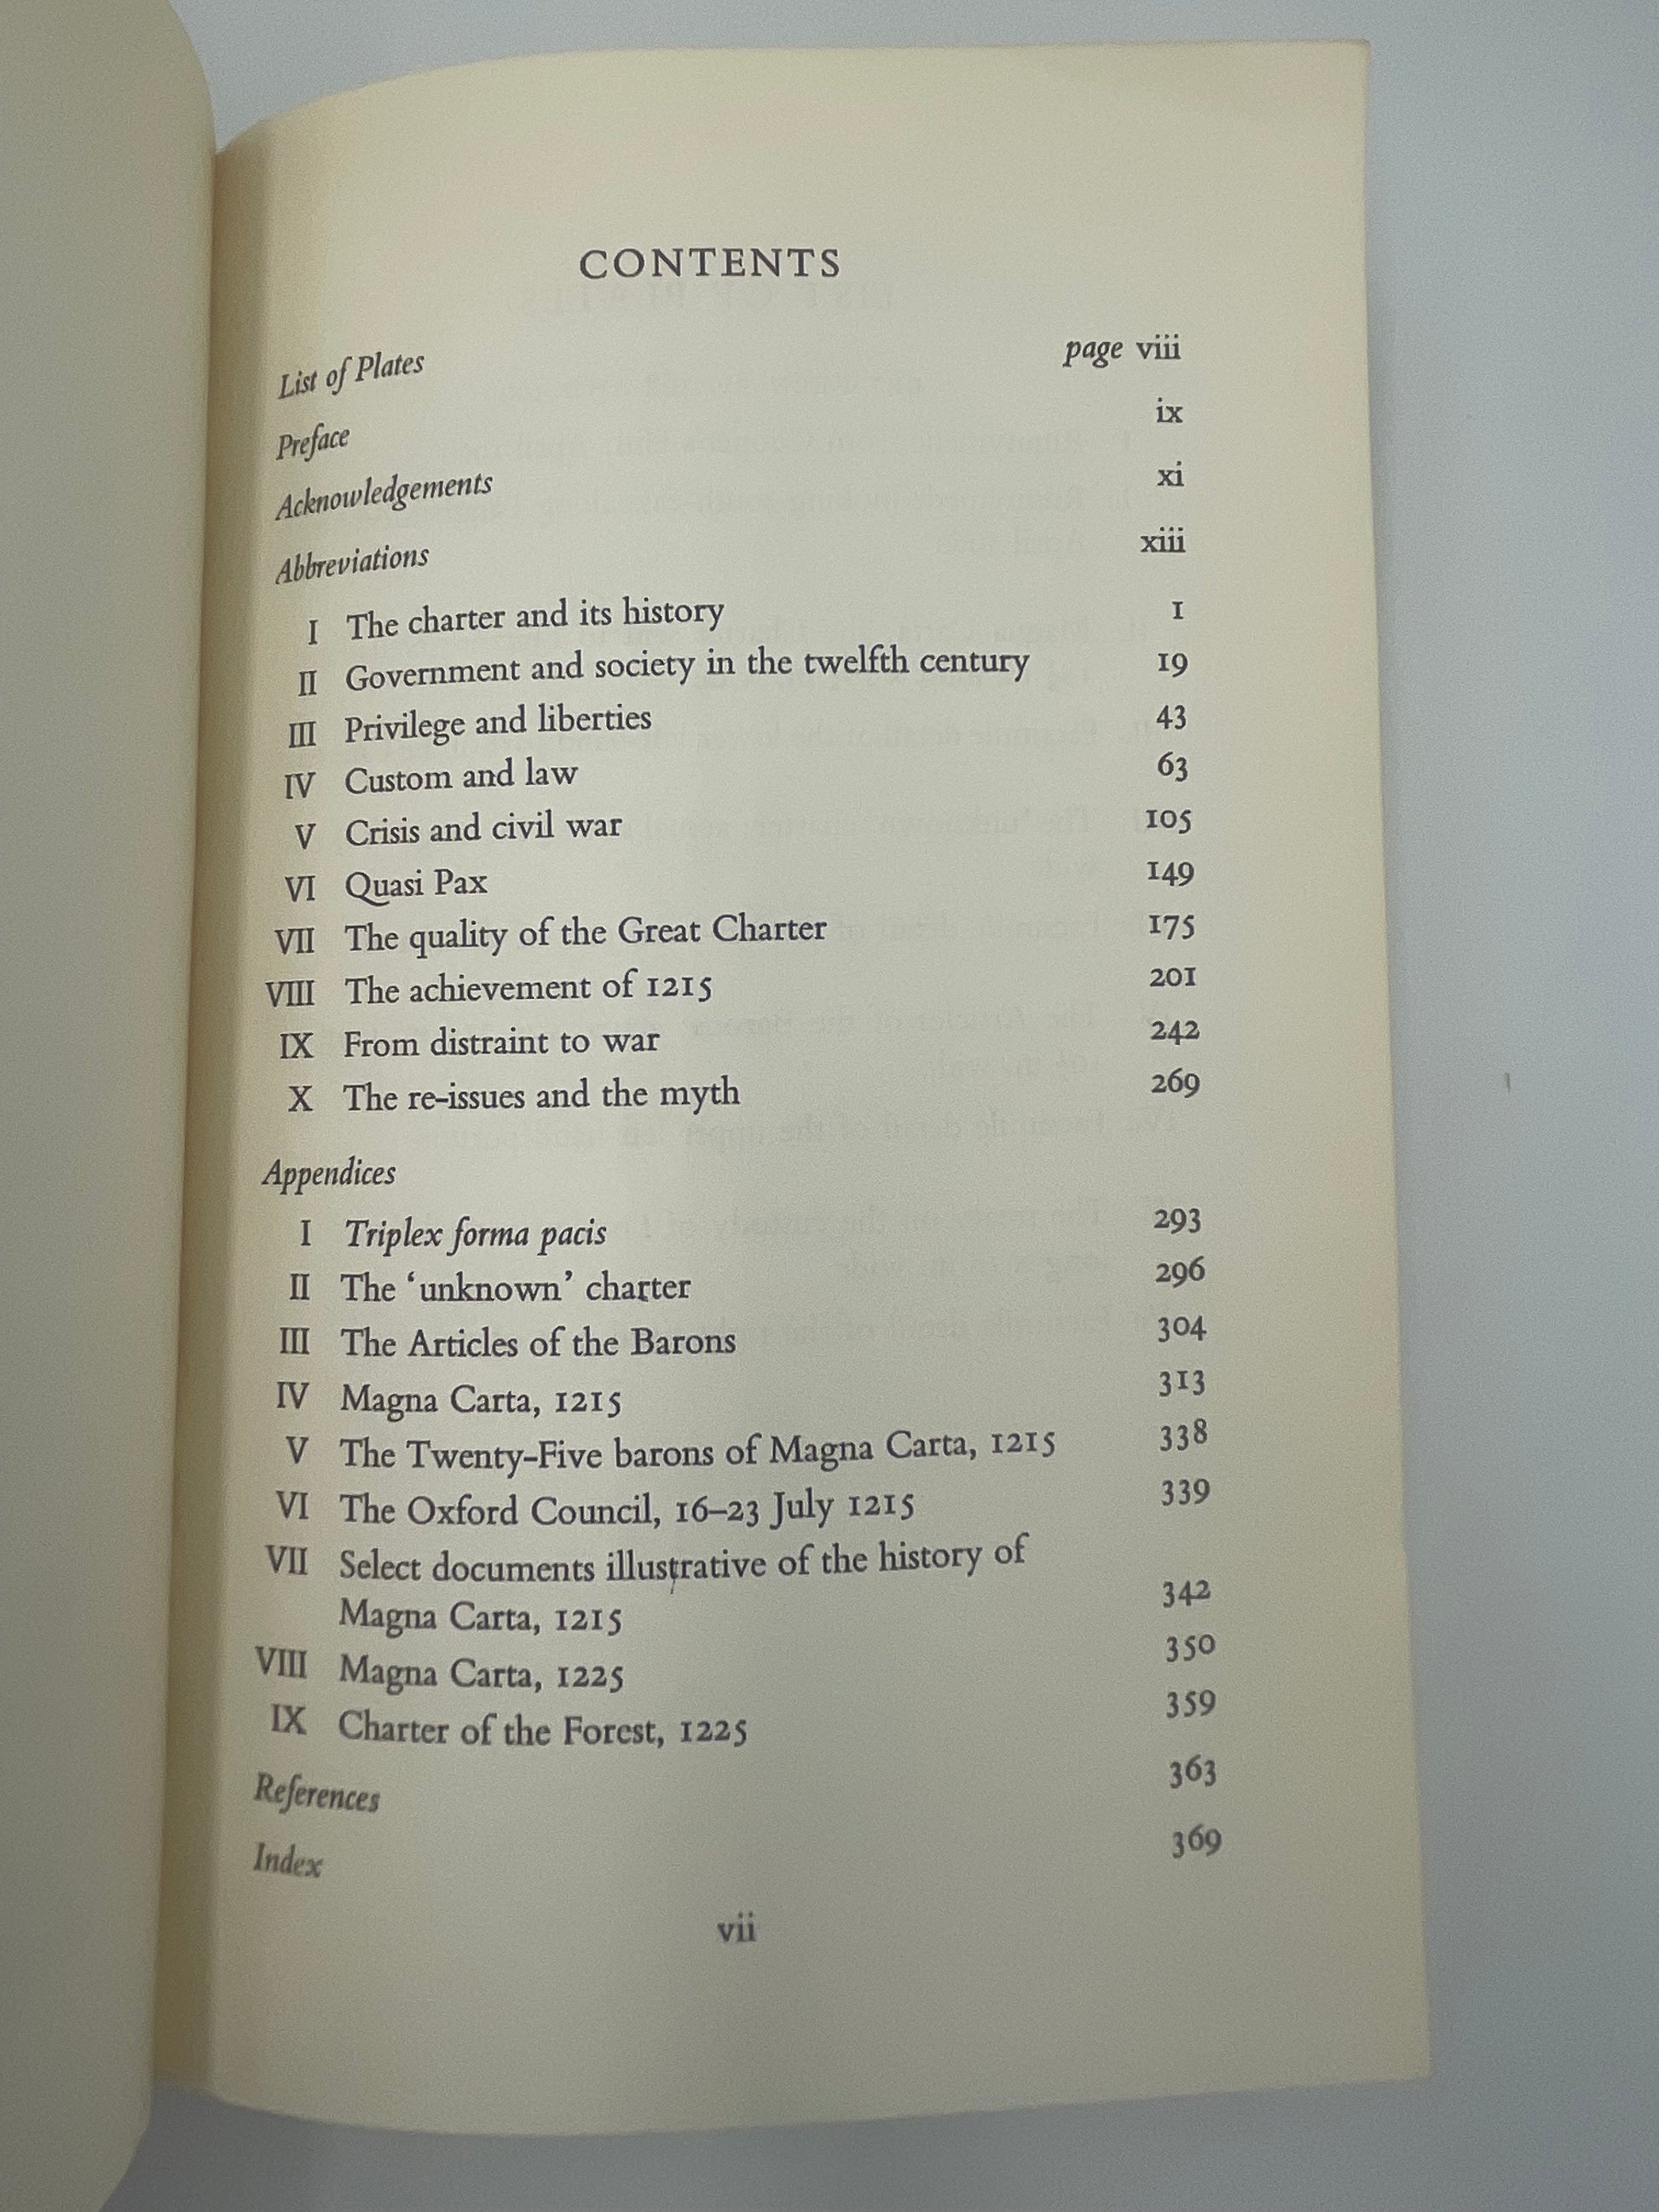 CONTENTS
List of Plates page viii
Preface ix
Acknowledgements xi
Abbreviations xiii
I The charter and its history 1
II Government and society in the twelfth century 19
III Privilege and liberties 43
IV Custom and law 63
V Crisis and civil war 105
VI Quasi Pax 149
VII The quality of the Great Charter 175
VIII The achievement of 1215 201
IX From distraint to war 242
X The re-issues and the myth 269
Appendices
I Triplex forma pacis 293
II The ‘unknown’ charter 296
III The Articles of the Barons 304
IV Magna Carta, 1215 313
V The Twenty-Five barons of Magna Carta, 1215 338
VI The Oxford Council, 16–23 July 1215 339
VII Select documents illustrative of the history of
Magna Carta, 1215 342
VIII Magna Carta, 1225 350
IX Charter of the Forest, 1225 359
References 363
Index 369
vii